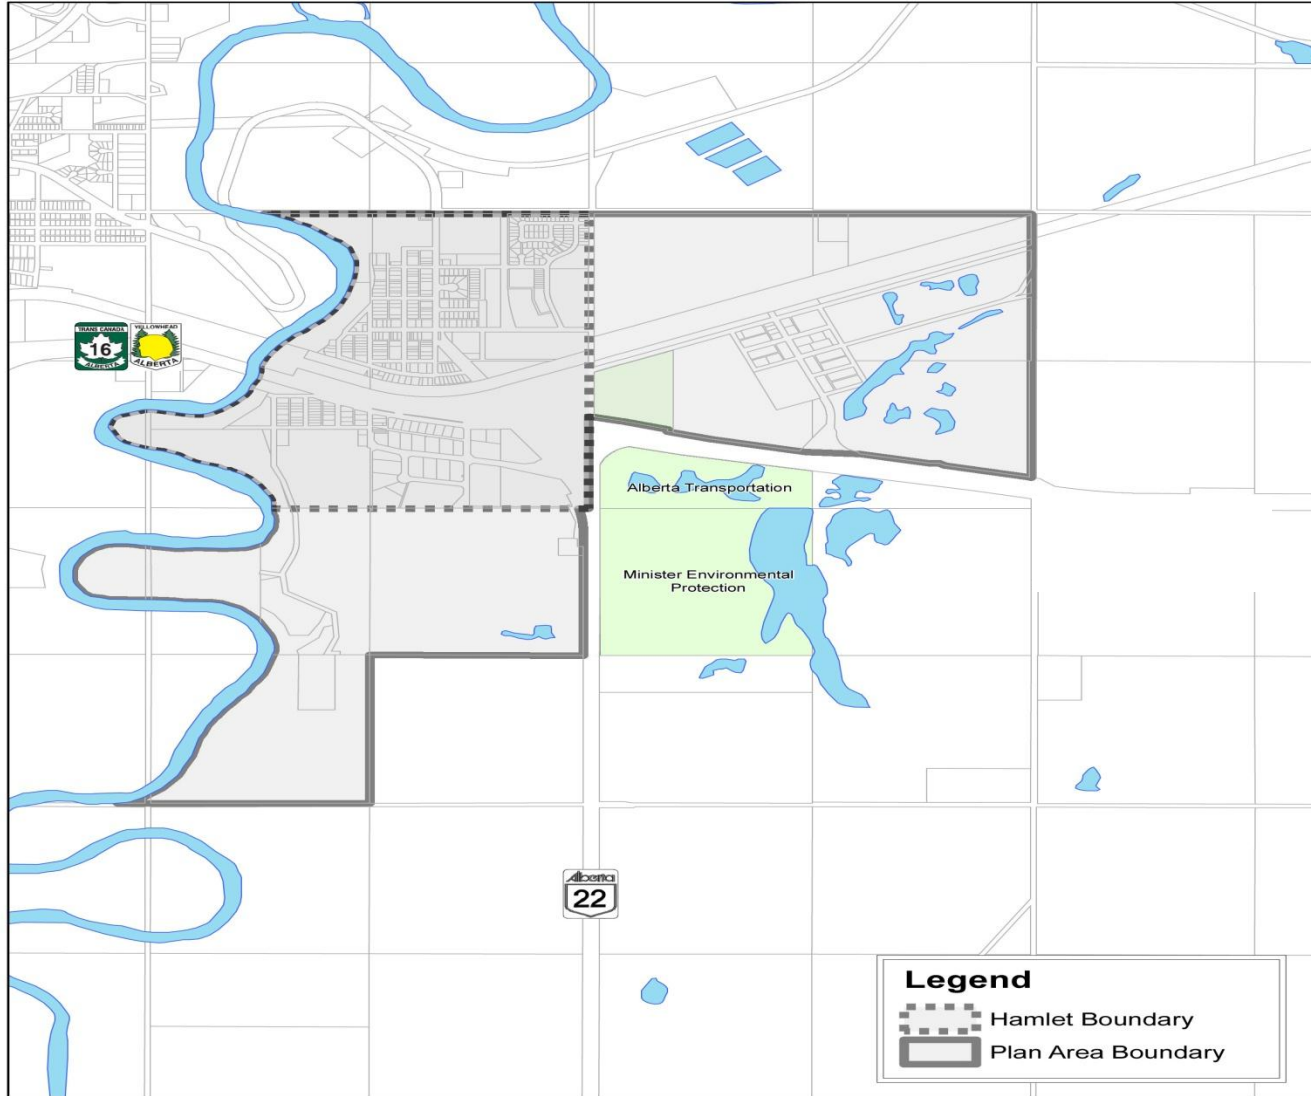 TRANS CANADA
16
ALBERTA
YELLOWHEAD
ALBERTA
Alberta Transportation
Minister Environmental
Protection
Alberta
22
Legend
Hamlet Boundary
Plan Area Boundary